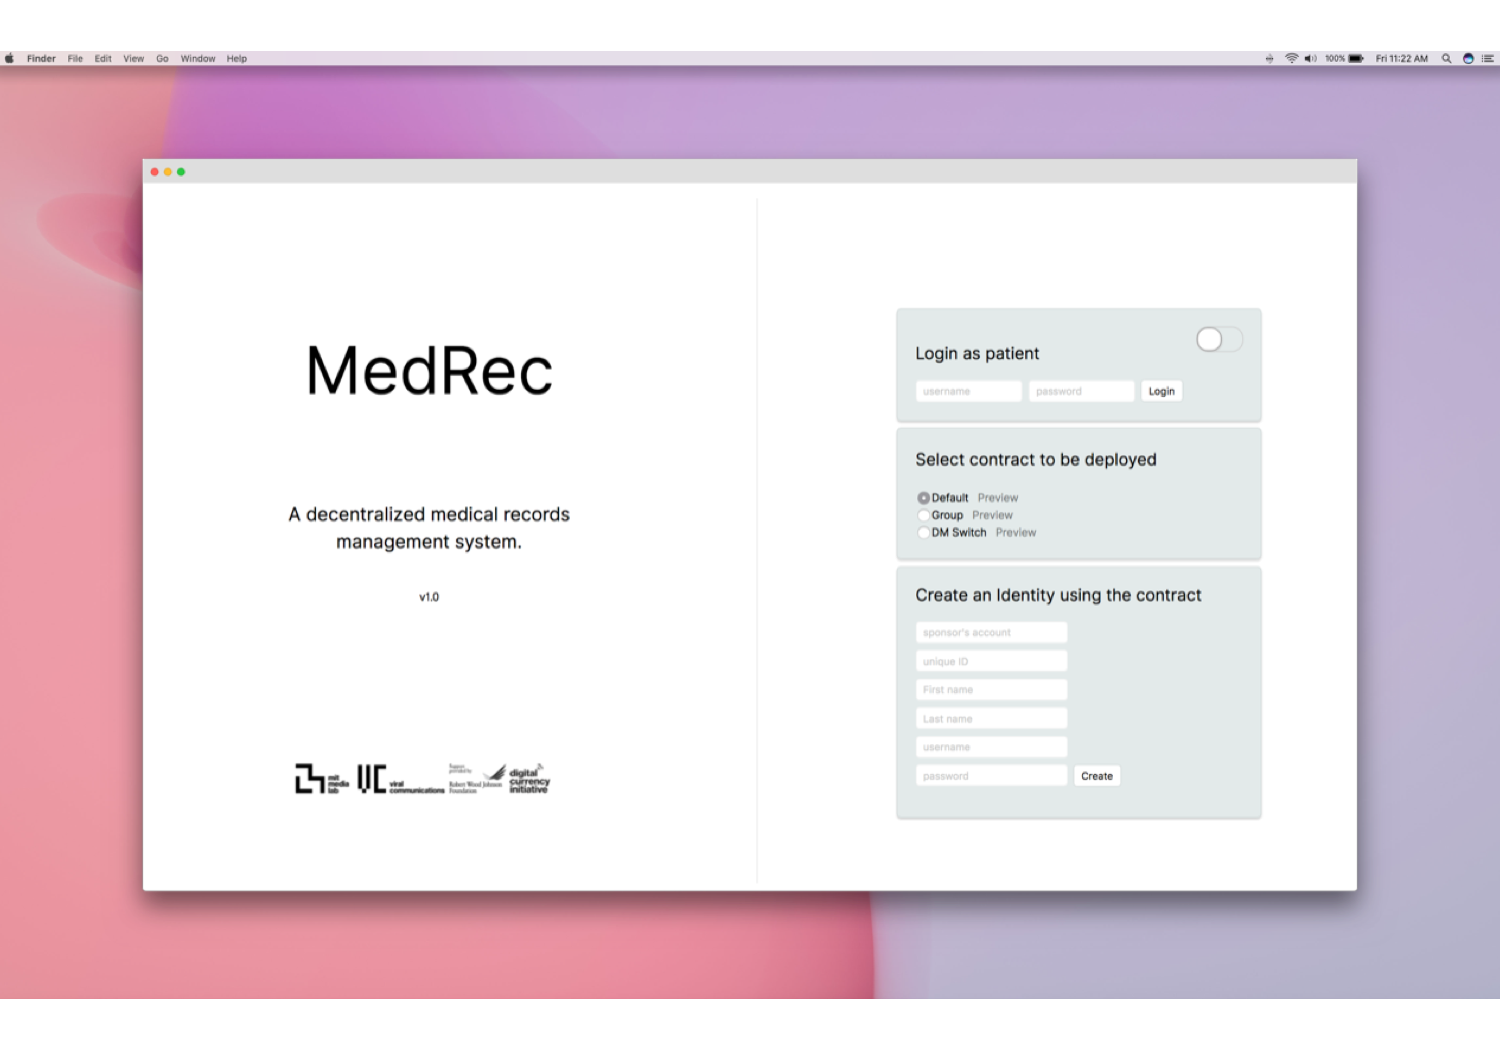 Finder File Edit View Go Window Help
100% Fri 11:22 AM
MedRec
A decentralized medical records
management system.
v1.0
mit
media
lab
viral
communications
Support
provided by
Robert Wood Johnson
Foundation
digital
currency
initiative
Login as patient
username password Login
Select contract to be deployed
Default Preview
Group Preview
DM Switch Preview
Create an Identity using the contract
sponsor's account
unique ID
First name
Last name
username
password Create